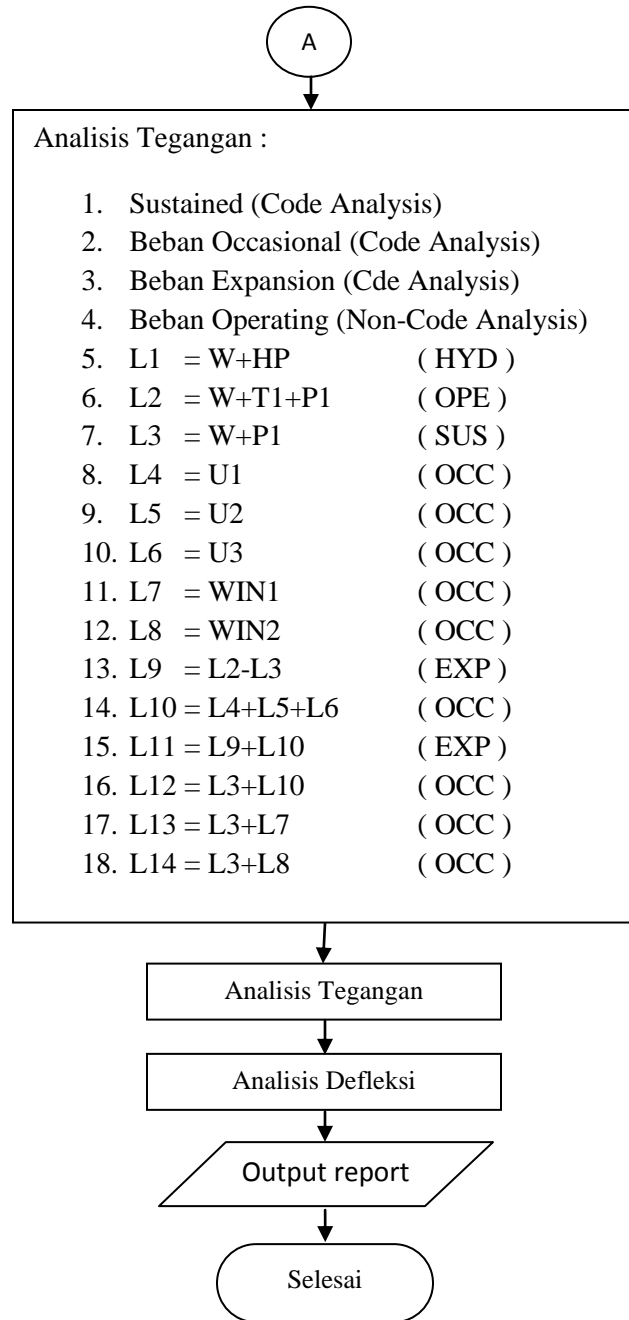 A
Analisis Tegangan :
1. Sustained (Code Analysis)
2. Beban Occasional (Code Analysis)
3. Beban Expansion (Cde Analysis)
4. Beban Operating (Non-Code Analysis)
5. L1 = W+HP ( HYD )
6. L2 = W+T1+P1 ( OPE )
7. L3 = W+P1 ( SUS )
8. L4 = U1 ( OCC )
9. L5 = U2 ( OCC )
10. L6 = U3 ( OCC )
11. L7 = WIN1 ( OCC )
12. L8 = WIN2 ( OCC )
13. L9 = L2-L3 ( EXP )
14. L10 = L4+L5+L6 ( OCC )
15. L11 = L9+L10 ( EXP )
16. L12 = L3+L10 ( OCC )
17. L13 = L3+L7 ( OCC )
18. L14 = L3+L8 ( OCC )
Analisis Tegangan
Analisis Defleksi
Output report
Selesai